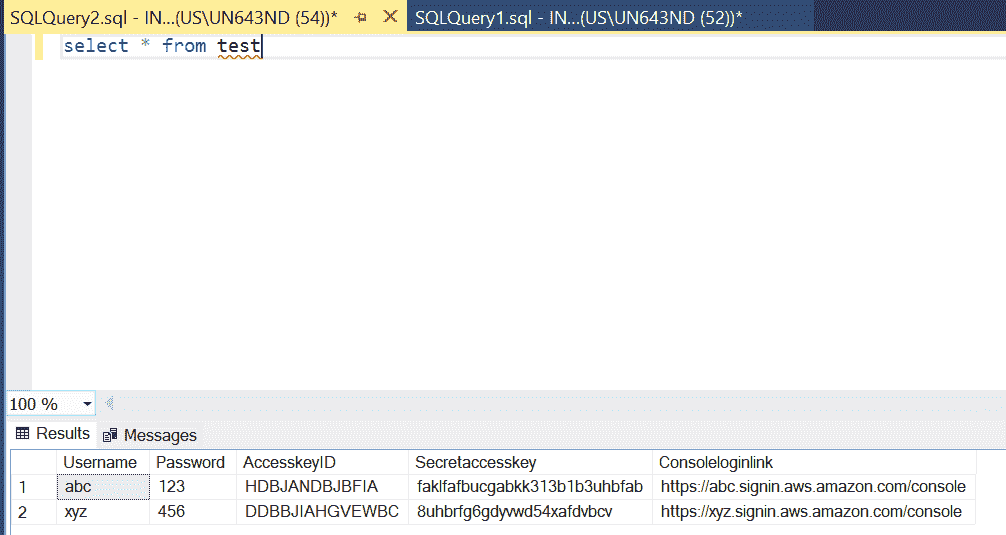 SQLQuery2.sql - IN...(US\UN643ND (54))* SQLQuery1.sql - IN...(US\UN643ND (52))*
select * from test
100 %
Results Messages
Username Password AccesskeyID Secretaccesskey Consoleloginlink
1 abc 123 HDBJANDBJBFIA faklfafbucgabkk313b1b3uhbfab https://abc.signin.aws.amazon.com/console
2 xyz 456 DDBBJIAHGVEWBC 8uhbrfg6gdyvwd54xafdvbcv https://xyz.signin.aws.amazon.com/console